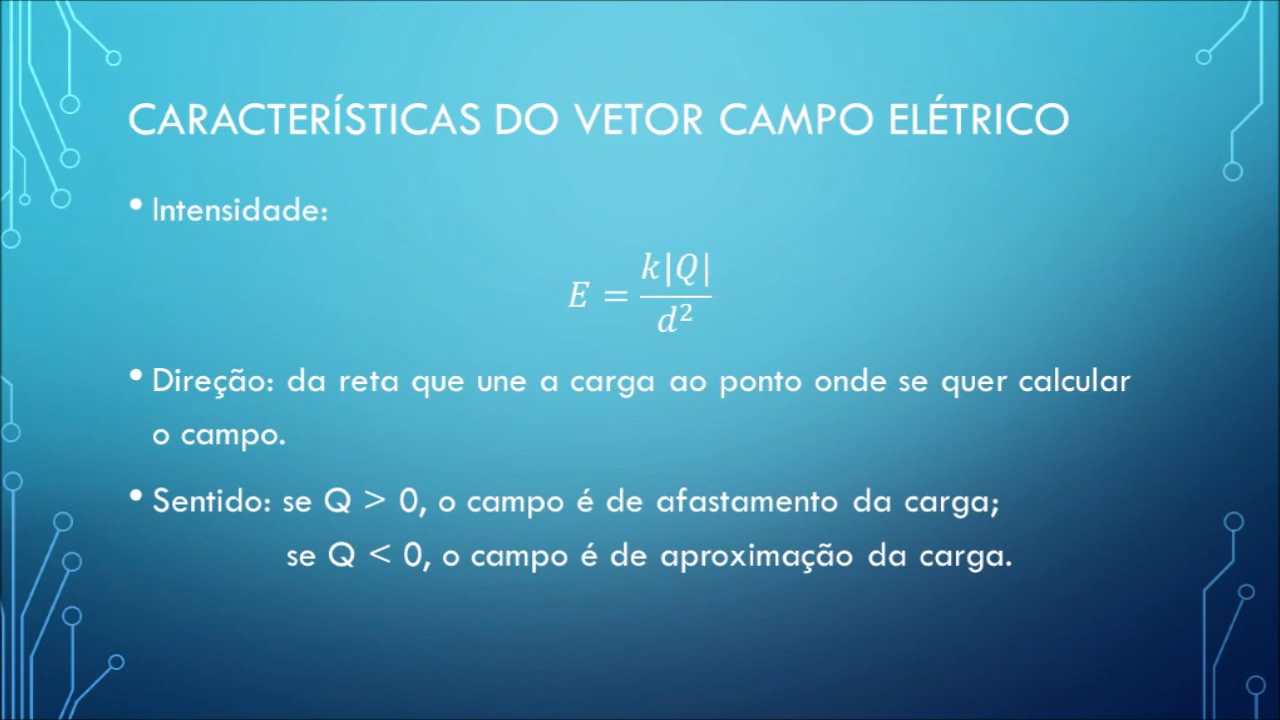 CARACTERÍSTICAS DO VETOR CAMPO ELÉTRICO
• Intensidade:
E = k|Q| / d²
• Direção: da reta que une a carga ao ponto onde se quer calcular
o campo.
• Sentido: se Q > 0, o campo é de afastamento da carga;
se Q < 0, o campo é de aproximação da carga.